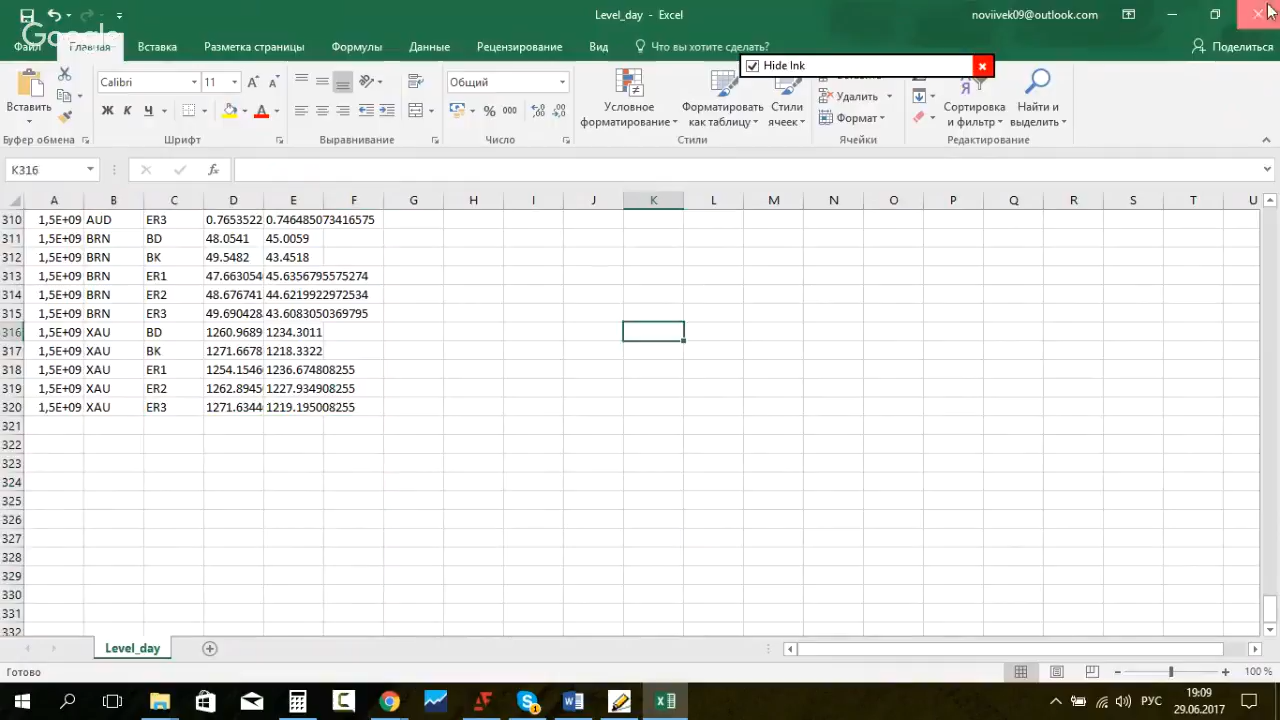 Level_day - Excel
noviivek09@outlook.com
Google
Файл Главная Вставка Разметка страницы Формулы Данные Рецензирование Вид Что вы хотите сделать? Поделиться
Hide Ink
Вставить
Calibri 11
Ж К Ч
Общий
% 000
Условное форматирование
Форматировать как таблицу
Стили ячеек
Удалить
Формат
Сортировка и фильтр
Найти и выделить
Буфер обмена Шрифт Выравнивание Число Стили Ячейки Редактирование
K316 fx
A B C D E F G H I J K L M N O P Q R S T U
310 1,5E+09 AUD ER3 0.7653522 0.746485073416575
311 1,5E+09 BRN BD 48.0541 45.0059
312 1,5E+09 BRN BK 49.5482 43.4518
313 1,5E+09 BRN ER1 47.663054 45.6356795575274
314 1,5E+09 BRN ER2 48.676741 44.6219922972534
315 1,5E+09 BRN ER3 49.690428 43.6083050369795
316 1,5E+09 XAU BD 1260.9689 1234.3011
317 1,5E+09 XAU BK 1271.6678 1218.3322
318 1,5E+09 XAU ER1 1254.1546 1236.674808255
319 1,5E+09 XAU ER2 1262.8945 1227.934908255
320 1,5E+09 XAU ER3 1271.6344 1219.195008255
321
322
323
324
325
326
327
328
329
330
331
332
Level_day
Готово
100 %
РУС
19:09
29.06.2017